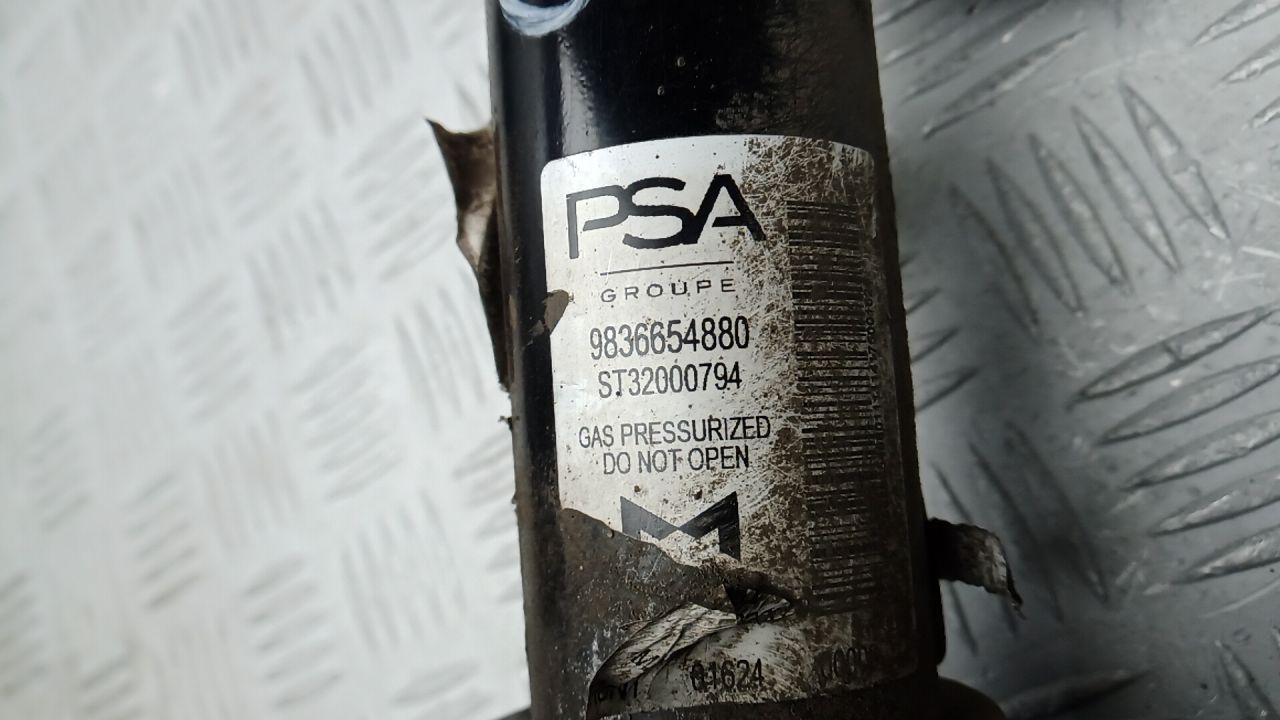 PSA
GROUPE
9836654880
ST32000794
GAS PRESSURIZED
DO NOT OPEN
01624